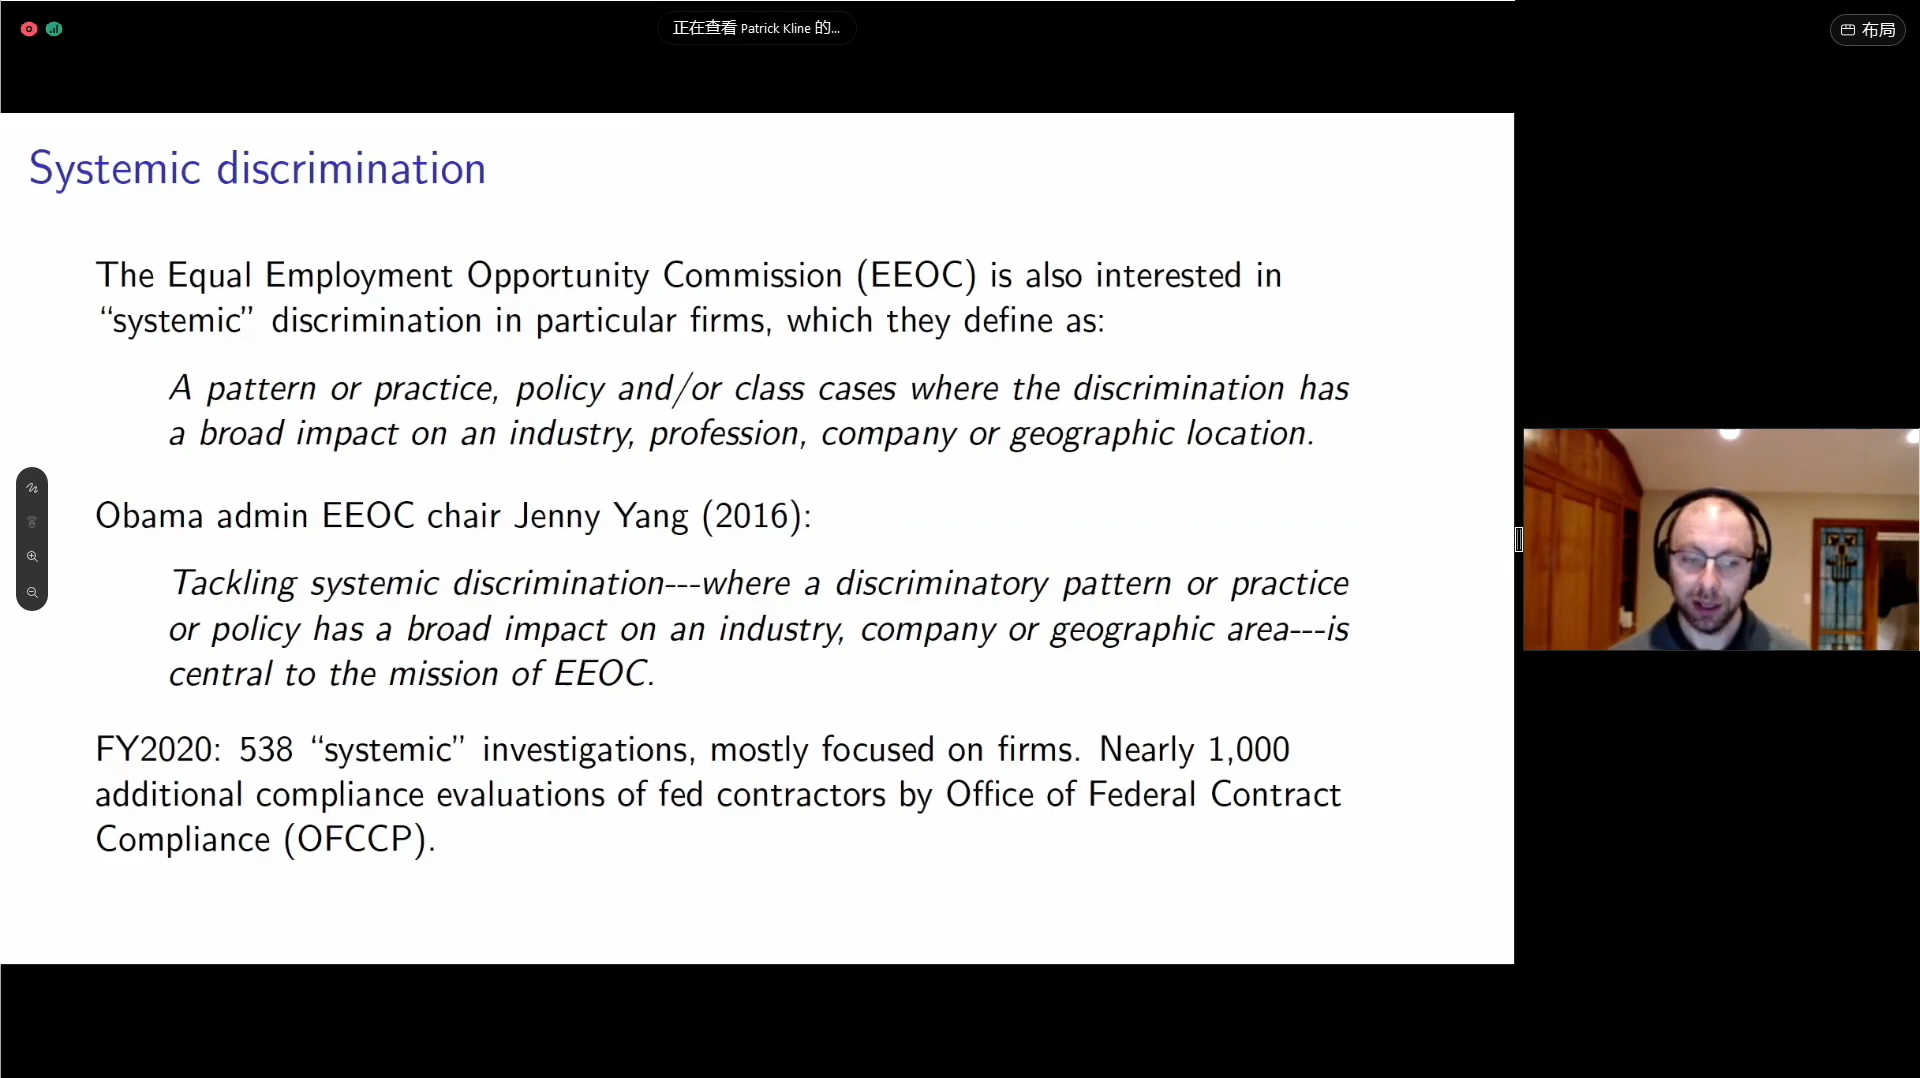 正在查看 Patrick Kline 的...
布局
Systemic discrimination
The Equal Employment Opportunity Commission (EEOC) is also interested in
“systemic” discrimination in particular firms, which they define as:
A pattern or practice, policy and/or class cases where the discrimination has
a broad impact on an industry, profession, company or geographic location.
Obama admin EEOC chair Jenny Yang (2016):
Tackling systemic discrimination---where a discriminatory pattern or practice
or policy has a broad impact on an industry, company or geographic area---is
central to the mission of EEOC.
FY2020: 538 “systemic” investigations, mostly focused on firms. Nearly 1,000
additional compliance evaluations of fed contractors by Office of Federal Contract
Compliance (OFCCP).